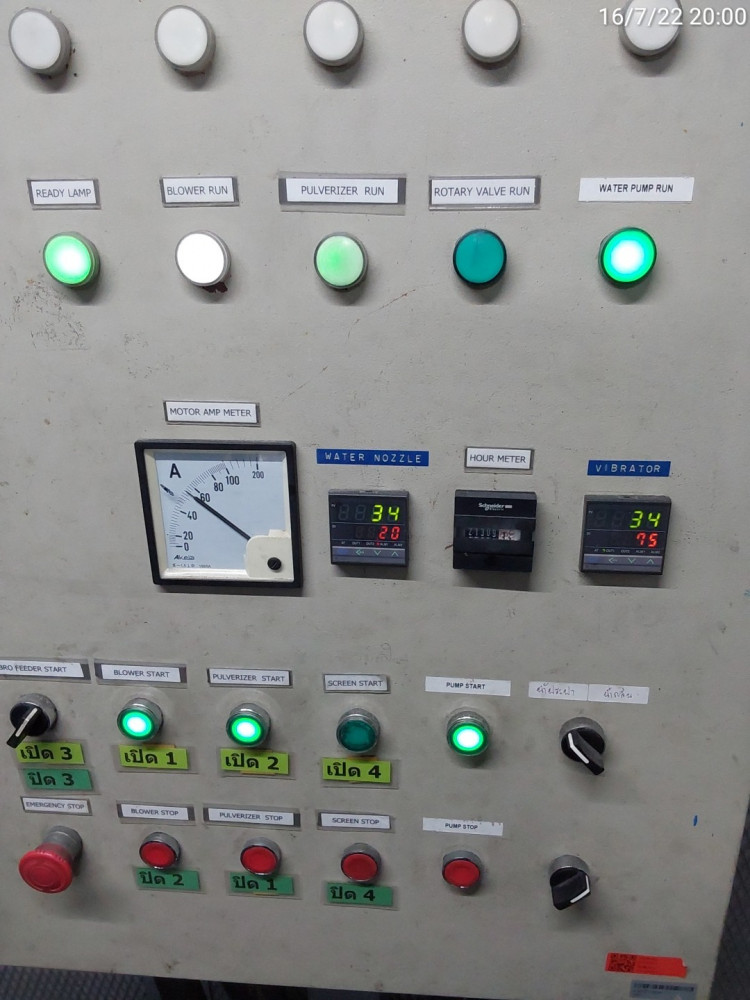 16/7/22 20:00
READY LAMP
BLOWER RUN
PULVERIZER RUN
ROTARY VALVE RUN
WATER PUMP RUN
MOTOR AMP METER
WATER NOZZLE
HOUR METER
VIBRATOR
A
0
20
40
60
80
100
200
34
20
Schneider
34
75
BRO FEEDER START
BLOWER START
PULVERIZER START
SCREEN START
PUMP START
เปิด 3
เปิด 1
เปิด 2
เปิด 4
ปิด 3
EMERGENCY STOP
BLOWER STOP
PULVERIZER STOP
SCREEN STOP
PUMP STOP
ปิด 2
ปิด 1
ปิด 4